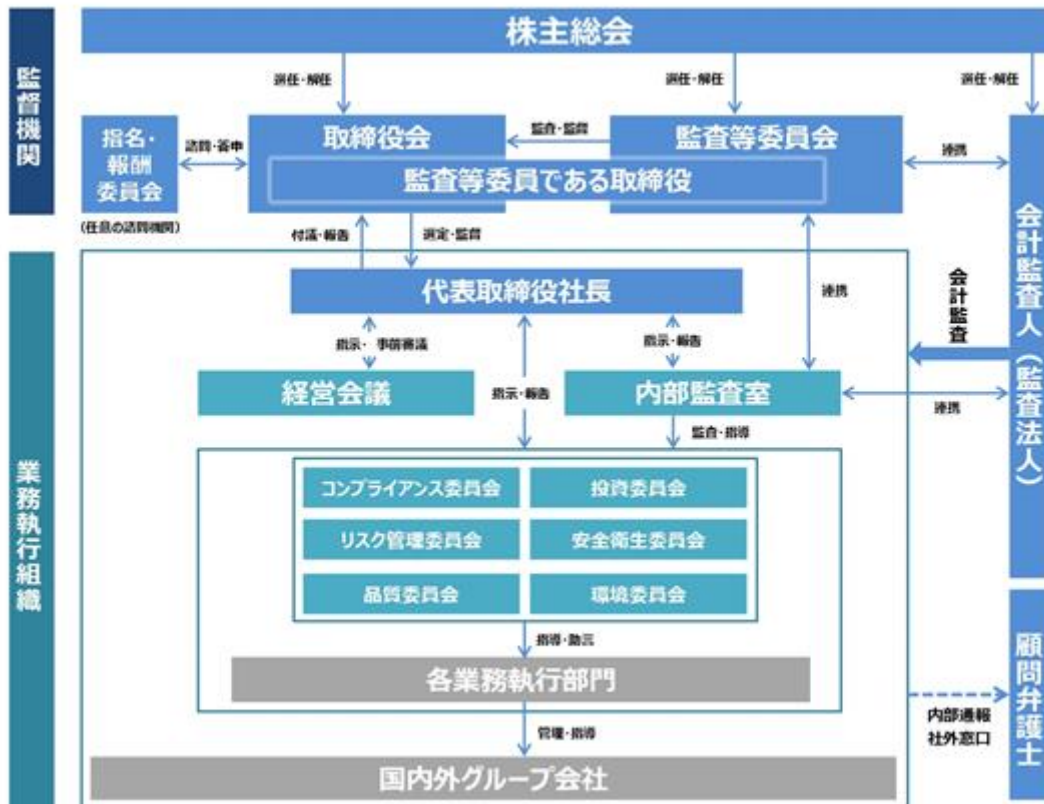 株主総会
監督機関
選任・解任
選任・解任
選任・解任
指名・
報酬
委員会
(任意の諮問機関)
諮問・答申
取締役会
監査・監督
監査等委員会
連携
監査等委員である取締役
会計監査人（監査法人）
付議・報告
選定・監督
業務執行組織
代表取締役社長
連携
会計監査
指示・ 事前審議
指示・報告
指示・報告
経営会議
内部監査室
連携
監査・指導
コンプライアンス委員会
投資委員会
リスク管理委員会
安全衛生委員会
品質委員会
環境委員会
指導・助言
各業務執行部門
管理・指導
国内外グループ会社
内部通報
社外窓口
顧問弁護士